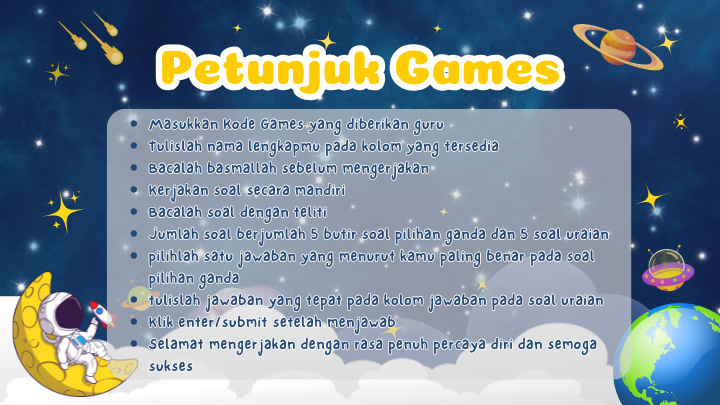 Petunjuk Games
• Masukkan Kode Games yang diberikan guru
• Tulislah nama lengkapmu pada kolom yang tersedia
• Bacalah basmallah sebelum mengerjakan
• Kerjakan soal secara mandiri
• Bacalah soal dengan teliti
• Jumlah soal berjumlah 5 butir soal pilihan ganda dan 5 soal uraian
• pilihlah satu jawaban yang menurut kamu paling benar pada soal
pilihan ganda
• tulislah jawaban yang tepat pada kolom jawaban pada soal uraian
• Klik enter/submit setelah menjawab
• Selamat mengerjakan dengan rasa penuh percaya diri dan semoga
sukses